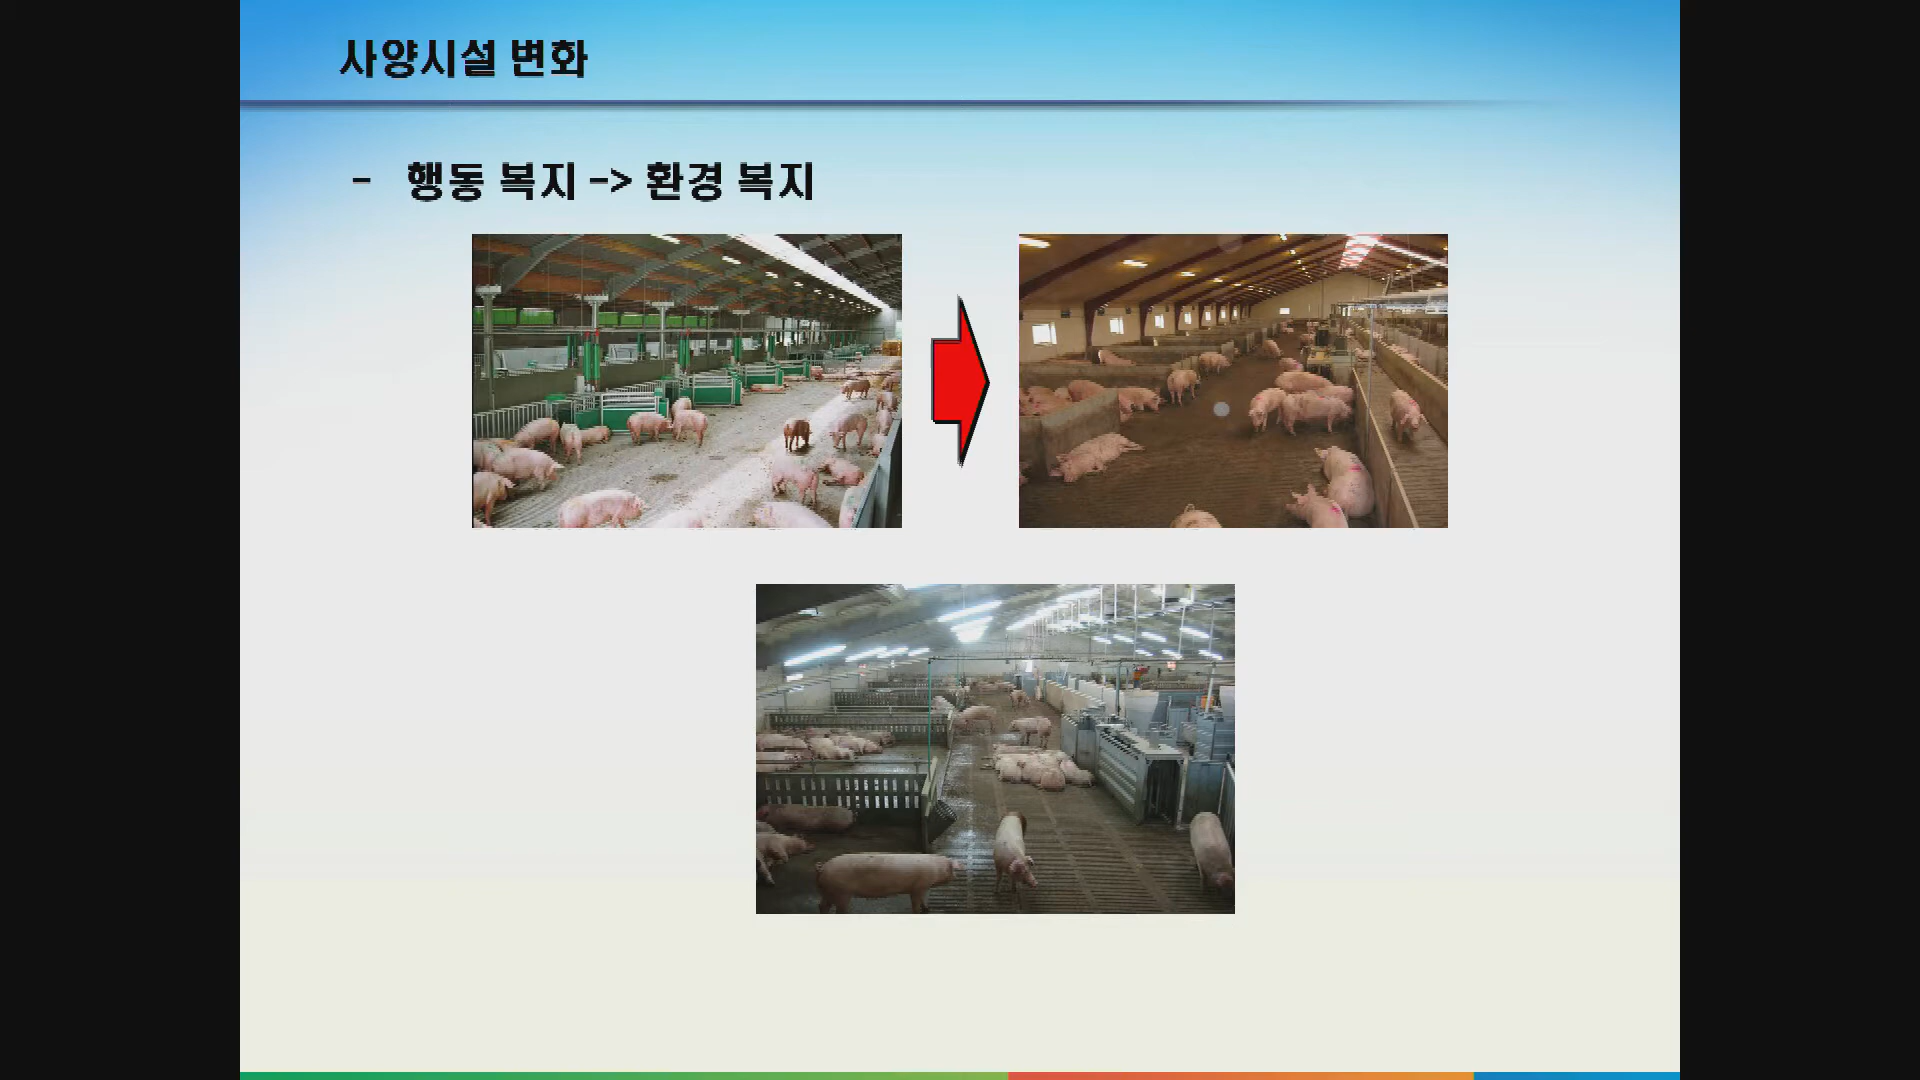 사양시설 변화
- 행동 복지 -> 환경 복지